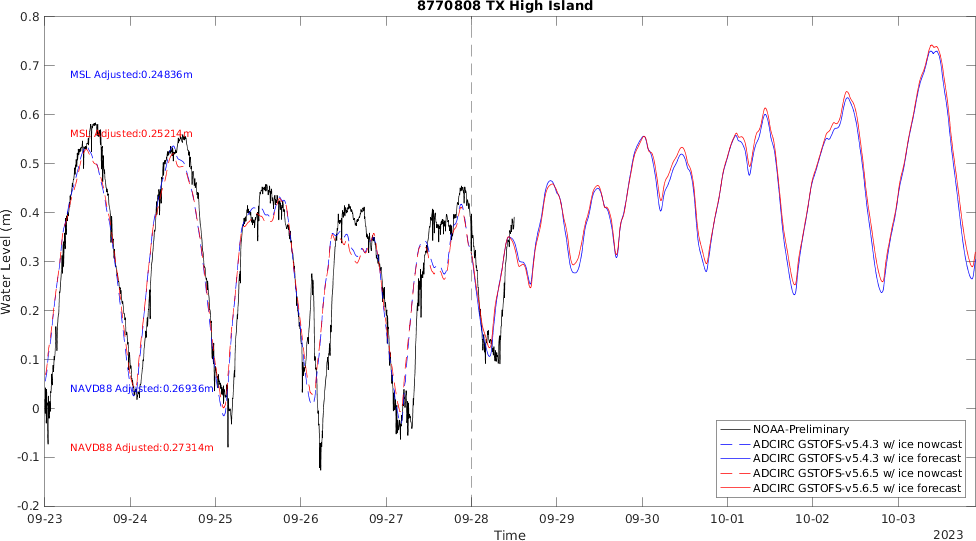 8770808 TX High Island
0.8
0.7
0.6
0.5
0.4
0.3
0.2
0.1
0
-0.1
-0.2
Water Level (m)
MSL Adjusted:0.24836m
MSL Adjusted:0.25214m
NAVD88 Adjusted:0.26936m
NAVD88 Adjusted:0.27314m
NOAA-Preliminary
ADCIRC GSTOFS-v5.4.3 w/ ice nowcast
ADCIRC GSTOFS-v5.4.3 w/ ice forecast
ADCIRC GSTOFS-v5.6.5 w/ ice nowcast
ADCIRC GSTOFS-v5.6.5 w/ ice forecast
09-23 09-24 09-25 09-26 09-27 09-28 09-29 09-30 10-01 10-02 10-03
Time
2023